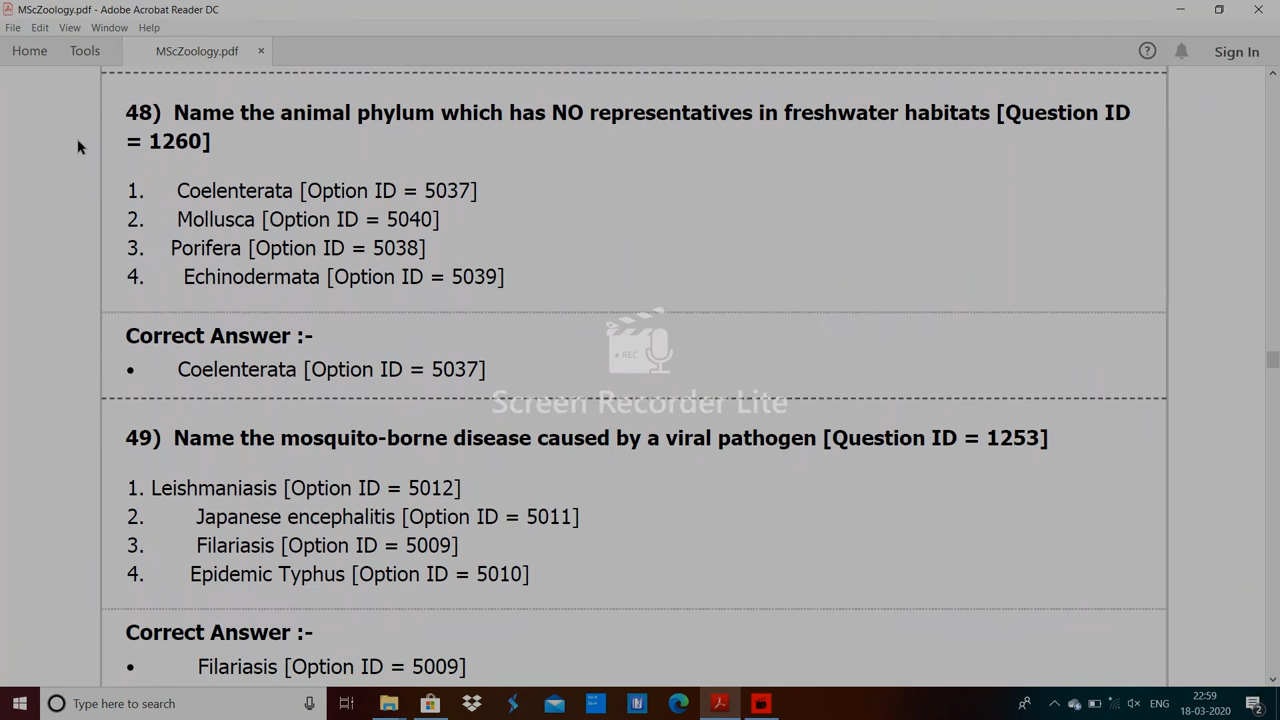 MScZoology.pdf - Adobe Acrobat Reader DC
File Edit View Window Help
Home Tools MScZoology.pdf × Sign In
48) Name the animal phylum which has NO representatives in freshwater habitats [Question ID
= 1260]
1. Coelenterata [Option ID = 5037]
2. Mollusca [Option ID = 5040]
3. Porifera [Option ID = 5038]
4. Echinodermata [Option ID = 5039]
Correct Answer :-
• Coelenterata [Option ID = 5037]
REC
Screen Recorder Lite
49) Name the mosquito-borne disease caused by a viral pathogen [Question ID = 1253]
1. Leishmaniasis [Option ID = 5012]
2. Japanese encephalitis [Option ID = 5011]
3. Filariasis [Option ID = 5009]
4. Epidemic Typhus [Option ID = 5010]
Correct Answer :-
• Filariasis [Option ID = 5009]
Type here to search ENG 22:59
18-03-2020 2